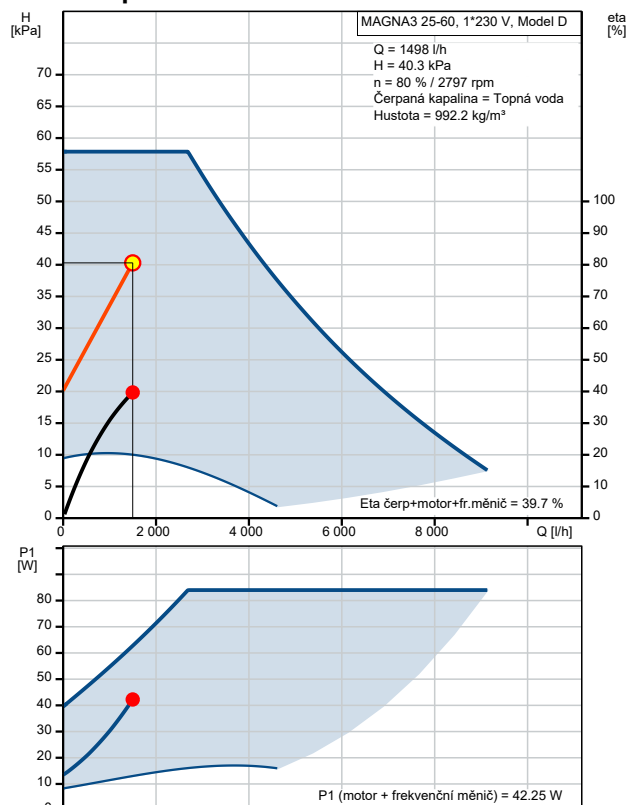 H
[kPa]
MAGNA3 25-60, 1*230 V, Model D
eta
[%]
Q = 1498 l/h
H = 40.3 kPa
n = 80 % / 2797 rpm
Čerpaná kapalina = Topná voda
Hustota = 992.2 kg/m³
70
65
60
55
50
45
40
35
30
25
20
15
10
5
0
100
90
80
70
60
50
40
30
20
10
0
Eta čerp+motor+fr.měnič = 39.7 %
0
2 000
4 000
6 000
8 000
Q [l/h]
P1
[W]
80
70
60
50
40
30
20
10
0
P1 (motor + frekvenční měnič) = 42.25 W